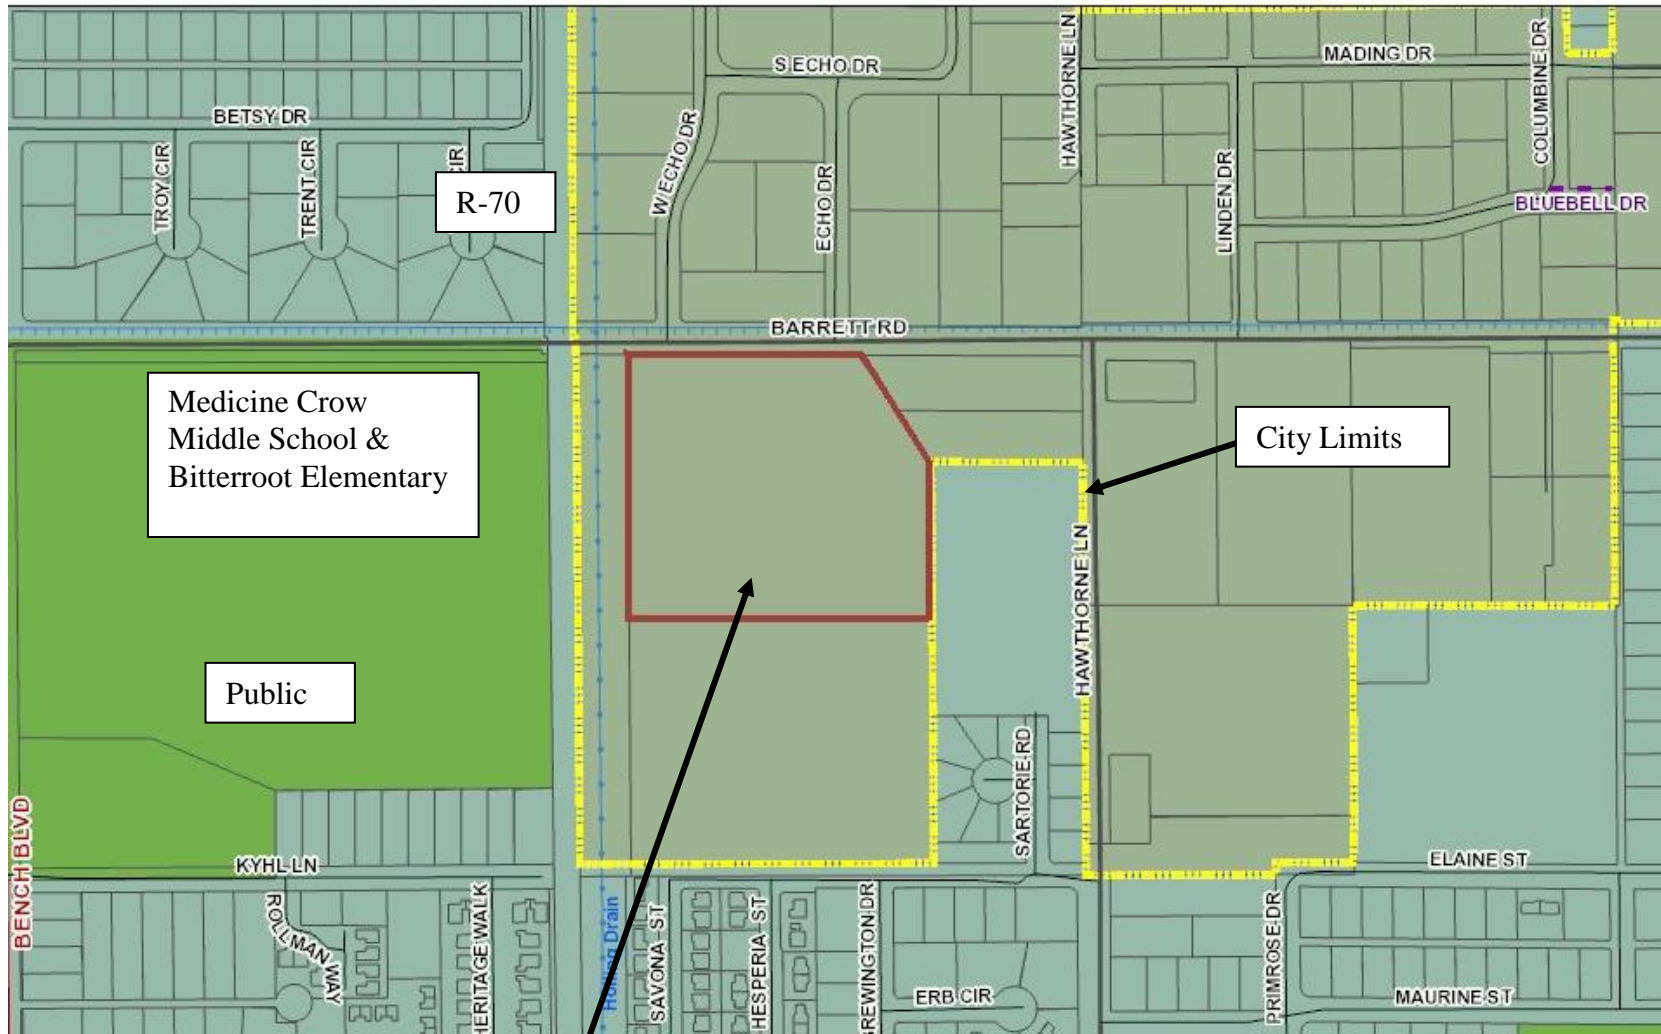 S ECHO DR
HAWTHORNE LN
MADING DR
COLUMBINE DR
BETSY DR
TROY CIR
TRENT CIR
CIR
R-70
W ECHO DR
ECHO DR
LINDEN DR
BLUEBELL DR
BARRETT RD
Medicine Crow
Middle School &
Bitterroot Elementary
City Limits
HAWTHORNE LN
Public
SARTORIE RD
BENCH BLVD
KYHL LN
ELAINE ST
ROLLMAN WAY
HERITAGE WALK
Drain
SAVONA ST
HESPERIA ST
BREWINGTON DR
ERB CIR
PRIMROSE DR
MAURINE ST